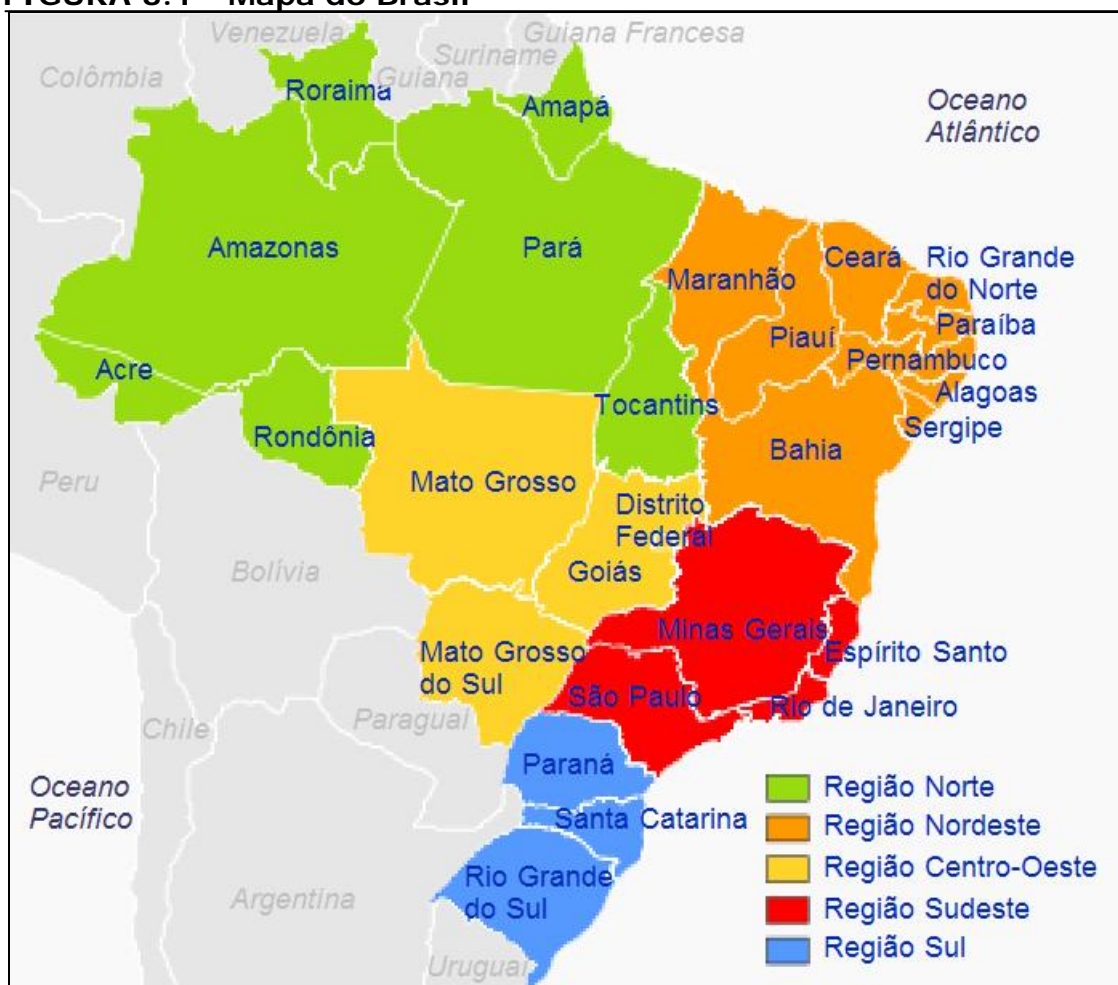 FIGURA 3.1 – Mapa do Brasil
Venezuela
Guiana Francesa
Suriname
Colômbia
Guiana
Roraima
Amapá
Oceano
Atlântico
Amazonas
Pará
Maranhão
Ceará
Rio Grande
do Norte
Paraíba
Piauí
Pernambuco
Acre
Alagoas
Tocantins
Sergipe
Rondônia
Bahia
Peru
Mato Grosso
Distrito
Federal
Goiás
Bolívia
Minas Gerais
Espírito Santo
Mato Grosso
do Sul
São Paulo
Rio de Janeiro
Paraguai
Chile
Paraná
Oceano
Pacífico
Santa Catarina
Rio Grande
do Sul
Argentina
Uruguai
Região Norte
Região Nordeste
Região Centro-Oeste
Região Sudeste
Região Sul